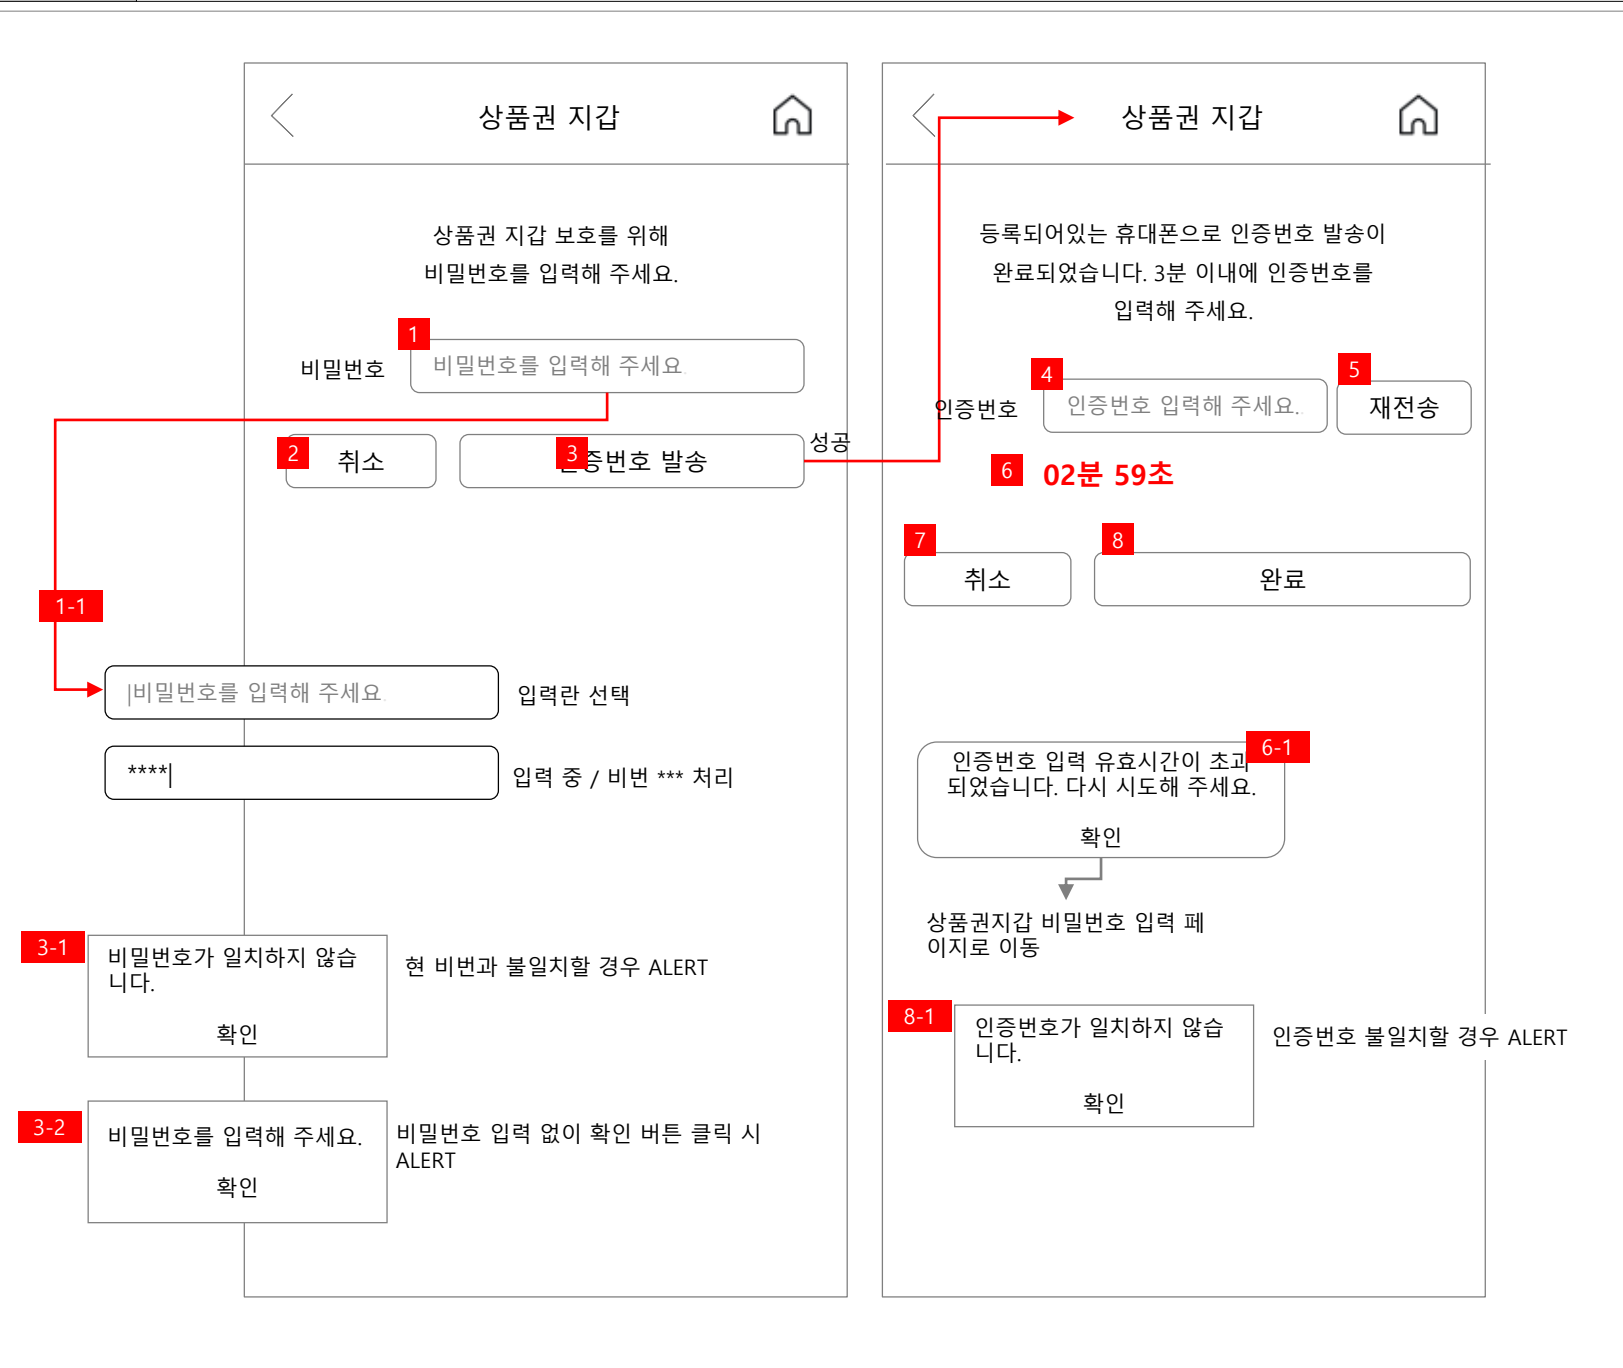 상품권 지갑
상품권 지갑 보호를 위해
비밀번호를 입력해 주세요.
1
비밀번호
비밀번호를 입력해 주세요.
2
취소
3
증번호 발송
성공
1-1
|비밀번호를 입력해 주세요.
입력란 선택
****|
입력 중 / 비번 *** 처리
3-1
비밀번호가 일치하지 않습
니다.
확인
현 비번과 불일치할 경우 ALERT
3-2
비밀번호를 입력해 주세요.
확인
비밀번호 입력 없이 확인 버튼 클릭 시
ALERT
상품권 지갑
등록되어있는 휴대폰으로 인증번호 발송이
완료되었습니다. 3분 이내에 인증번호를
입력해 주세요.
4
5
인증번호
인증번호 입력해 주세요.
재전송
6
02분 59초
7
8
취소
완료
6-1
인증번호 입력 유효시간이 초과
되었습니다. 다시 시도해 주세요.
확인
상품권지갑 비밀번호 입력 페
이지로 이동
8-1
인증번호가 일치하지 않습
니다.
확인
인증번호 불일치할 경우 ALERT